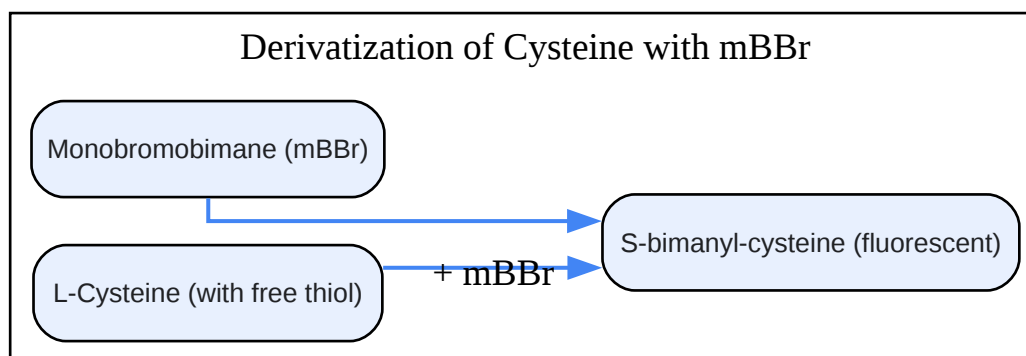 Derivatization of Cysteine with mBBr
Monobromobimane (mBBr)
S-bimanyl-cysteine (fluorescent)
+ mBBr
L-Cysteine (with free thiol)